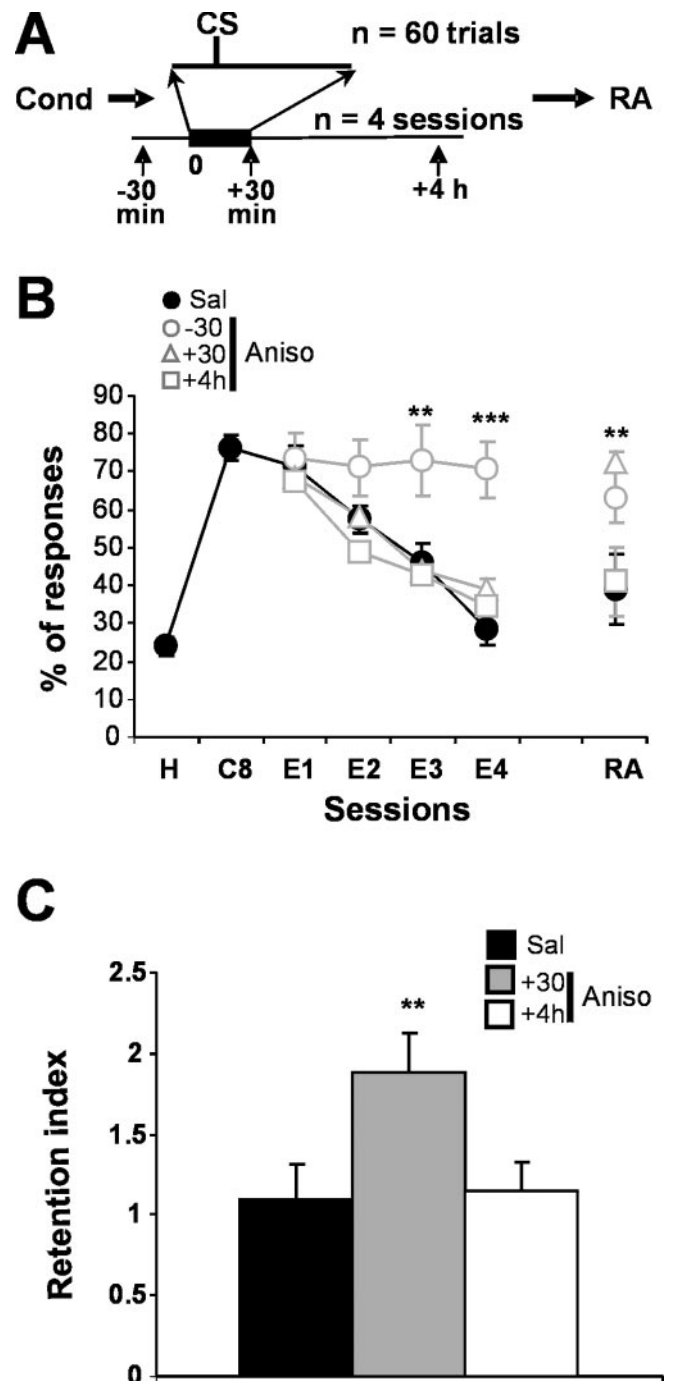 A
CS
n = 60 trials
Cond
RA
n = 4 sessions
0
-30 min
+30 min
+4 h
B
Sal
-30
+30
+4h
Aniso
90
80
70
60
50
40
30
20
10
0
** *** **
% of responses
H C8 E1 E2 E3 E4 RA
Sessions
C
Sal
+30
+4h
Aniso
2.5
2
1.5
1
0.5
0
**
Retention index